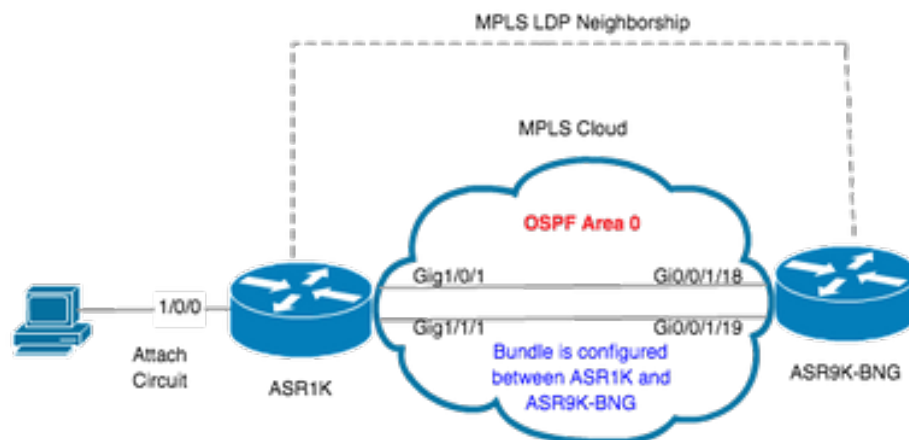 MPLS LDP Neighborship
MPLS Cloud
OSPF Area 0
Gig1/0/1
Gi0/0/1/18
1/0/0
Gig1/1/1
Gi0/0/1/19
Attach
Circuit
ASR1K
Bundle is configured
between ASR1K and
ASR9K-BNG
ASR9K-BNG